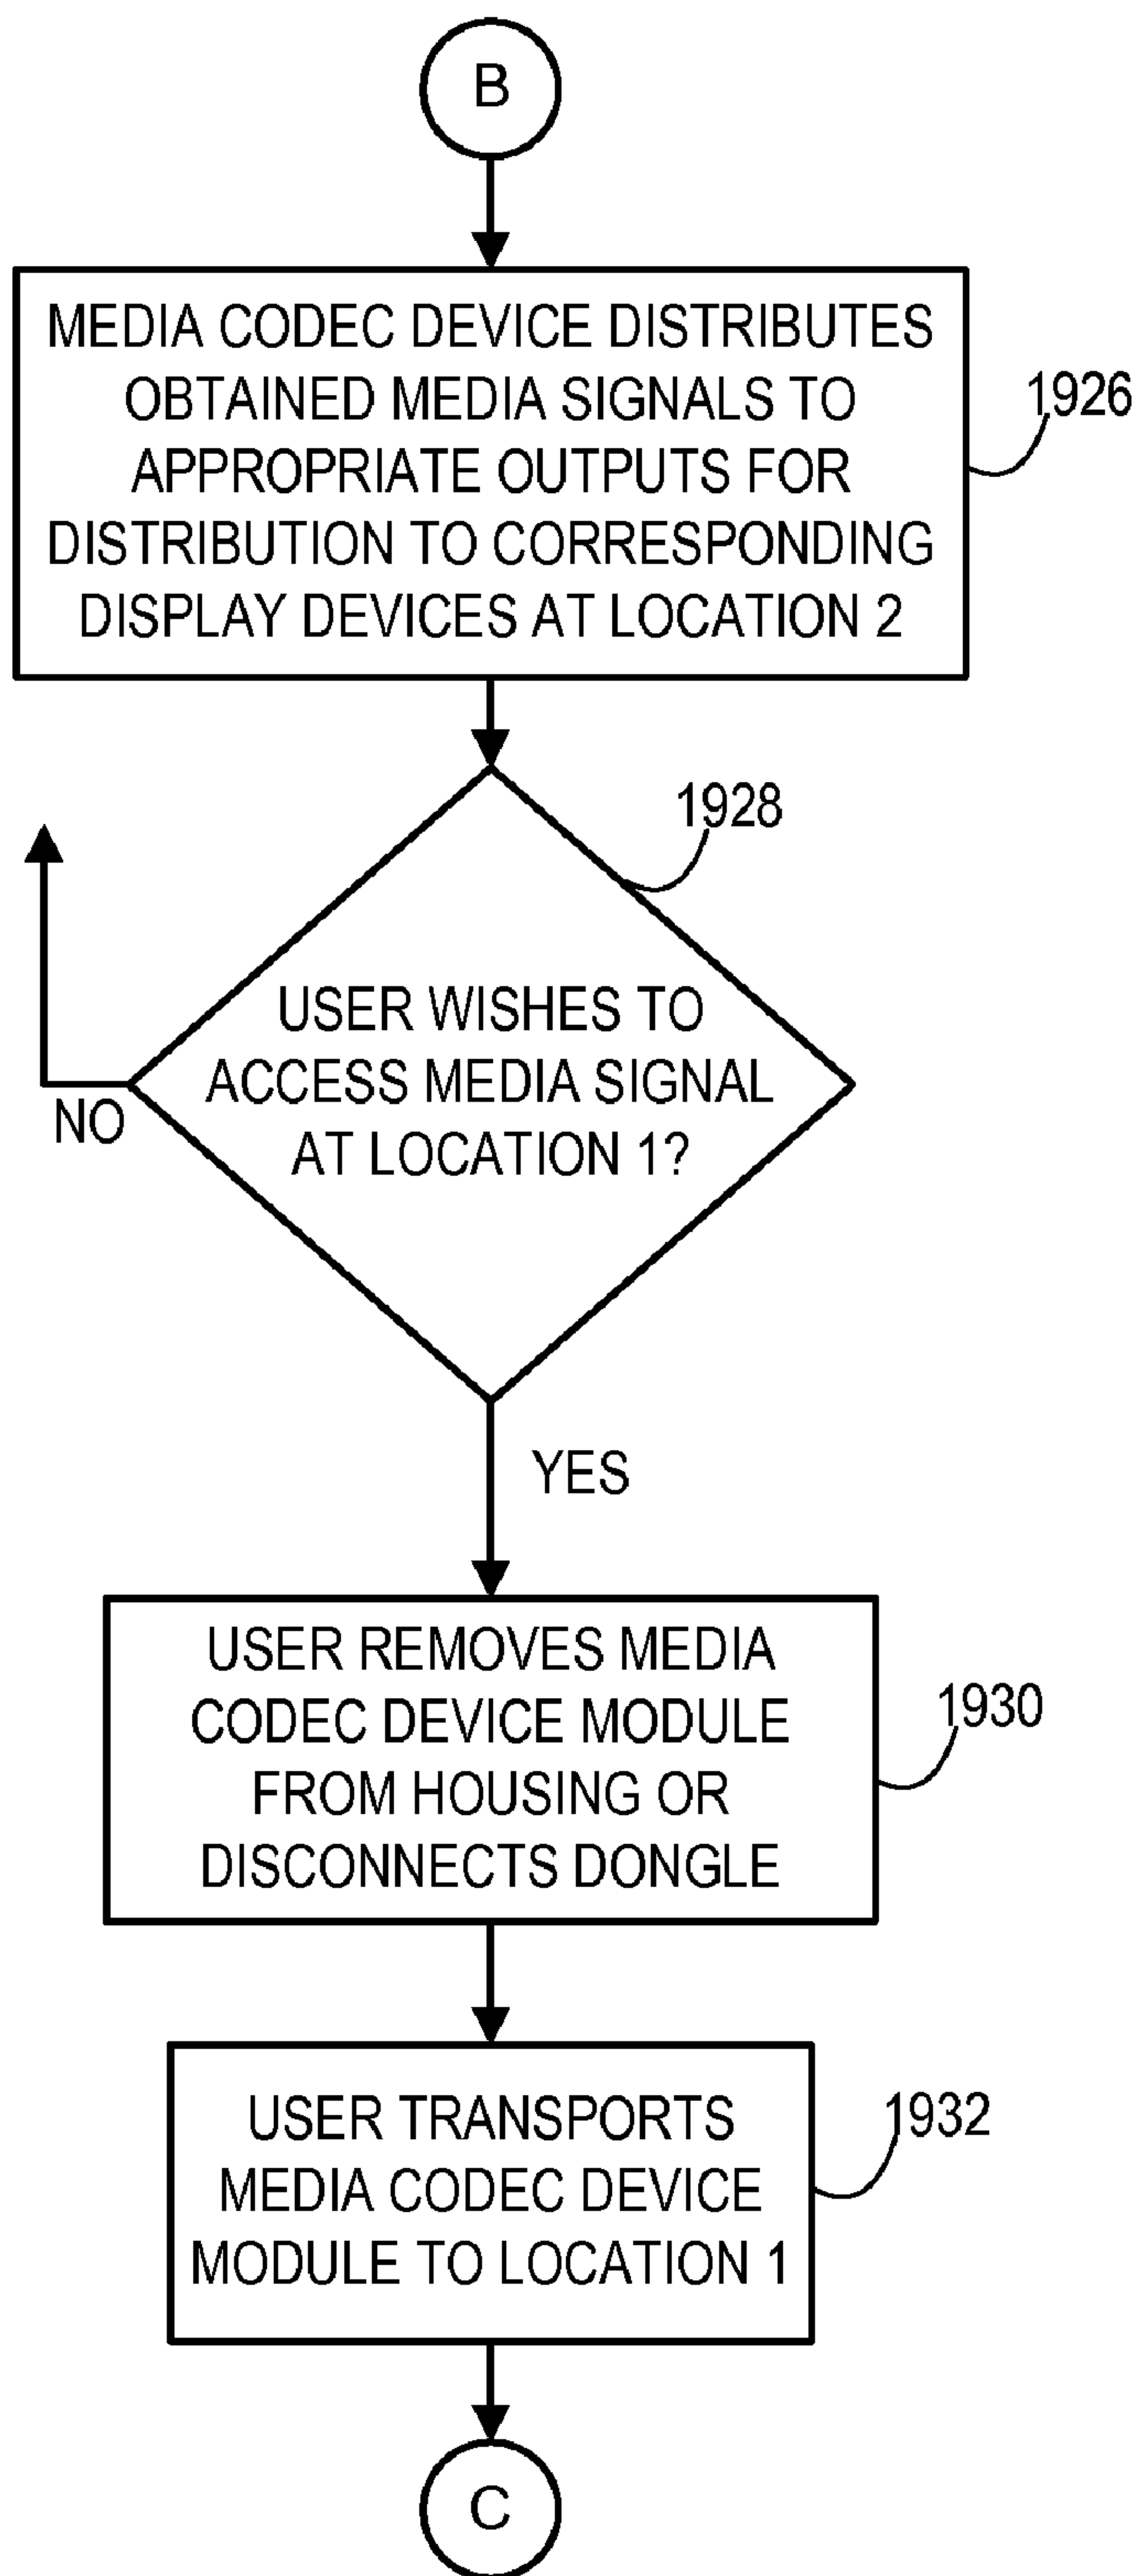 B
MEDIA CODEC DEVICE DISTRIBUTES
OBTAINED MEDIA SIGNALS TO
APPROPRIATE OUTPUTS FOR
DISTRIBUTION TO CORRESPONDING
DISPLAY DEVICES AT LOCATION 2
1926
1928
USER WISHES TO
ACCESS MEDIA SIGNAL
AT LOCATION 1?
NO
YES
USER REMOVES MEDIA
CODEC DEVICE MODULE
FROM HOUSING OR
DISCONNECTS DONGLE
1930
USER TRANSPORTS
MEDIA CODEC DEVICE
MODULE TO LOCATION 1
1932
C